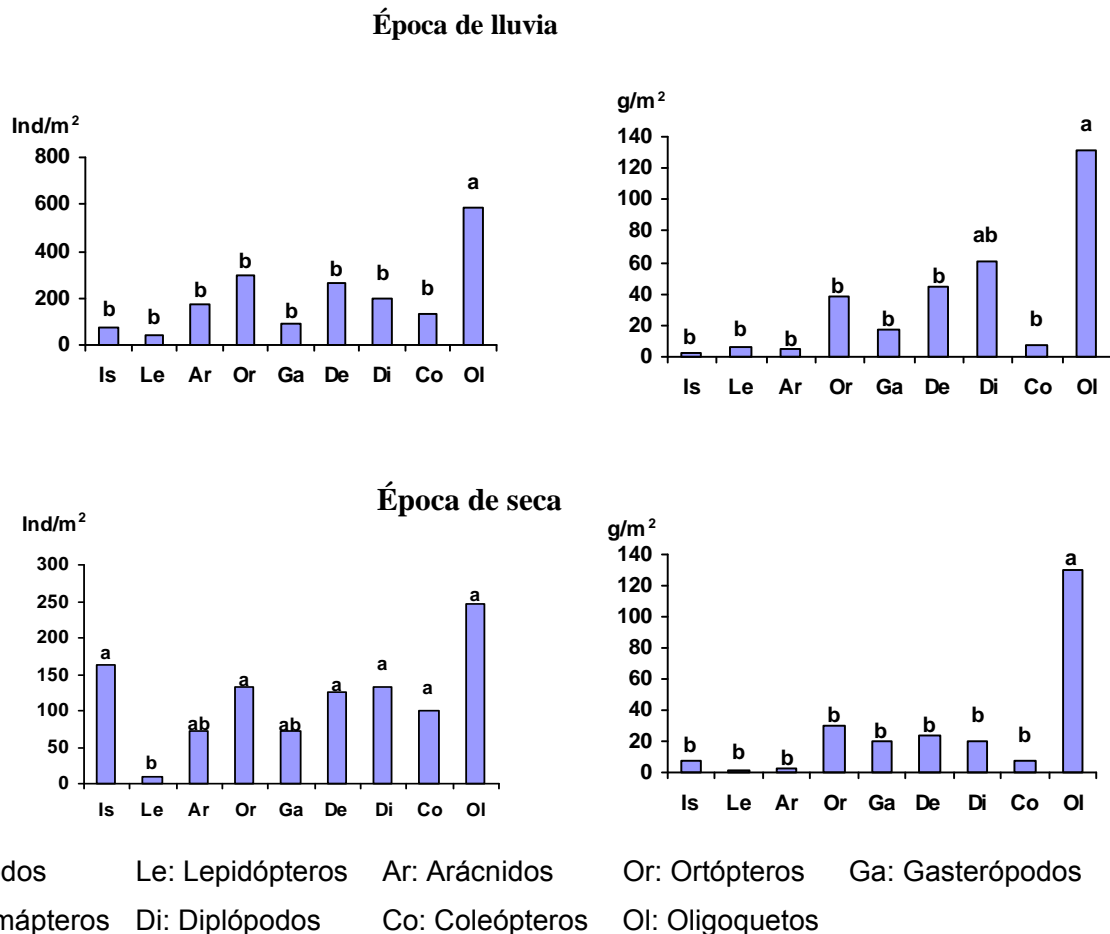 Época de lluvia
Ind/m²
800
600
400
200
0
b b b b b b b b a
Is Le Ar Or Ga De Di Co Ol
g/m²
140
120
100
80
60
40
20
0
b b b b b b ab b a
Is Le Ar Or Ga De Di Co Ol
Época de seca
Ind/m²
300
250
200
150
100
50
0
a b ab a ab a a a a
Is Le Ar Or Ga De Di Co Ol
g/m²
140
120
100
80
60
40
20
0
b b b b b b b b a
Is Le Ar Or Ga De Di Co Ol
dos Le: Lepidópteros Ar: Arácnidos Or: Ortópteros Ga: Gasterópodos
mápteros Di: Diplópodos Co: Coleópteros Ol: Oligoquetos